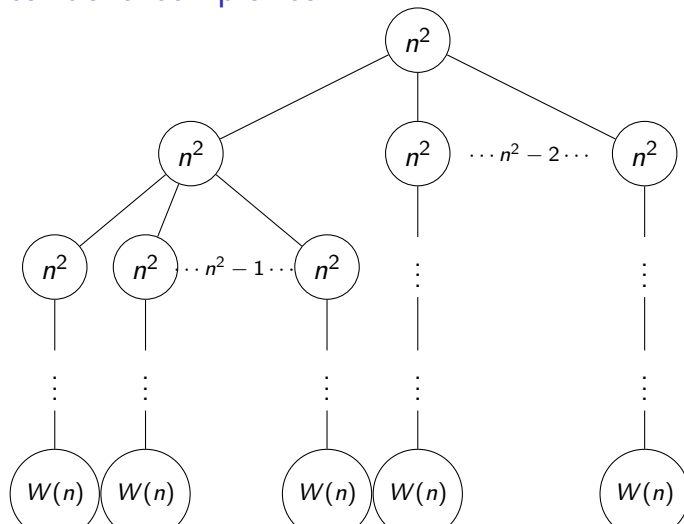 n²
n² n² ··· n² − 2 ··· n²
n² n² ··· n² − 1 ··· n²
W(n) W(n) W(n) W(n) W(n)